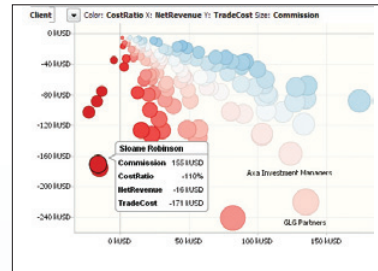 Client Color: CostRatio X: NetRevenue Y: TradeCost Size: Commission
0 kUSD
-40 kUSD
-80 kUSD
-120 kUSD
-160 kUSD
-200 kUSD
-240 kUSD
Sloane Robinson
Commission 155 kUSD
CostRatio -110%
NetRevenue -16 kUSD
TradeCost -171 kUSD
Axa Investment Managers
GLG Partners
0 kUSD 50 kUSD 100 kUSD 150 kUSD